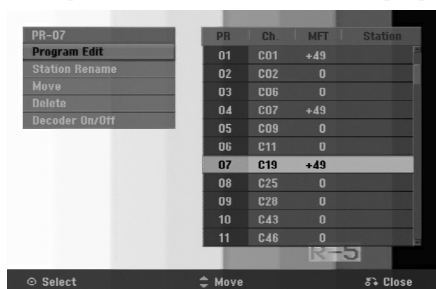 PR-07
Program Edit
Station Rename
Move
Delete
Decoder On/Off
PR Ch. MFT Station
01 C01 +49
02 C02 0
03 C06 0
04 C07 +49
05 C09 0
06 C11 0
07 C19 +49
08 C25 0
09 C28 0
10 C43 0
11 C46 0
R-5
Select Move Close